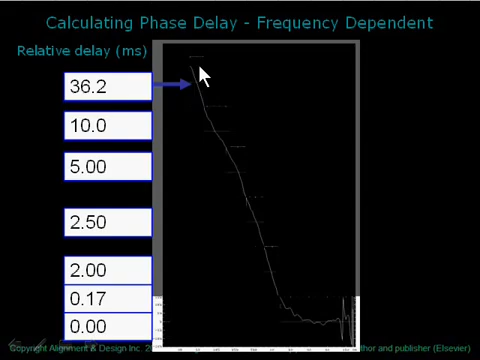 Calculating Phase Delay - Frequency Dependent
Relative delay (ms)
36.2
10.0
5.00
2.50
2.00
0.17
0.00
Copyright Alignment & Design Inc. 2
thor and publisher (Elsevier)